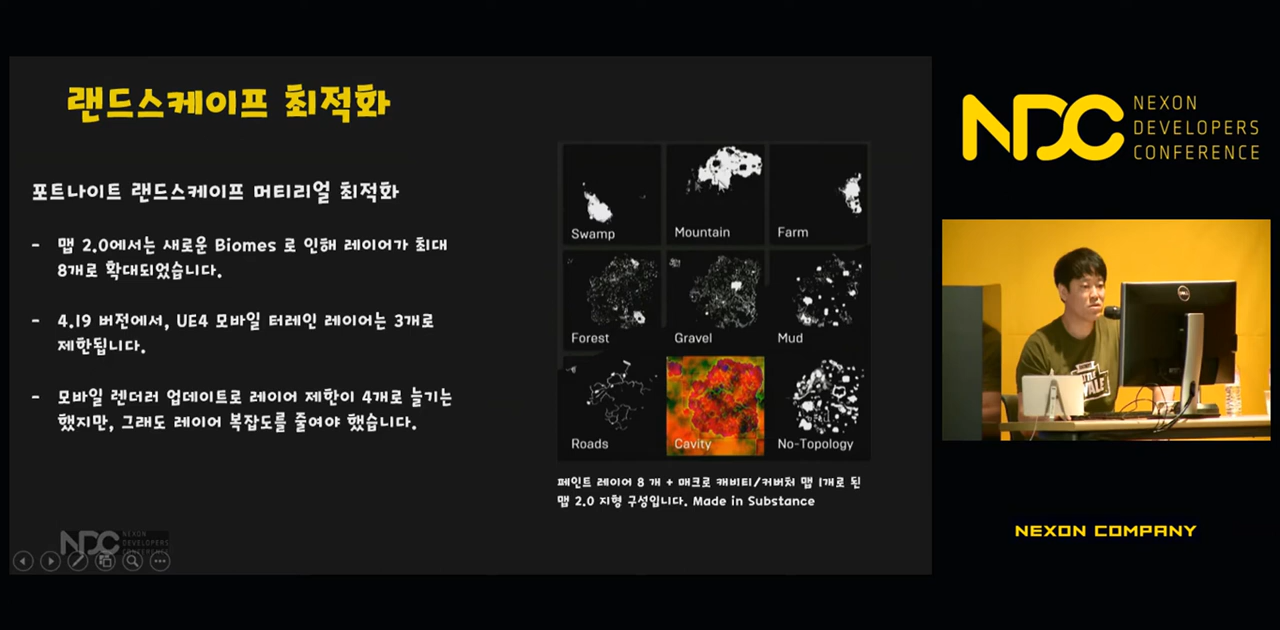 랜드스케이프 최적화
포트나이트 랜드스케이프 머티리얼 최적화
- 맵 2.0에서는 새로운 Biomes 로 인해 레이어가 최대
8개로 확대되었습니다.
- 4.19 버전에서, UE4 모바일 터레인 레이어는 3개로
제한됩니다.
- 모바일 렌더러 업데이트로 레이어 제한이 4개로 늘기는
했지만, 그래도 레이어 복잡도를 줄여야 했습니다.
Swamp
Mountain
Farm
Forest
Gravel
Mud
Roads
Cavity
No-Topology
페인트 레이어 8 개 + 매크로 캐비티/커버처 맵 1개로 된
맵 2.0 지형 구성입니다. Made in Substance
NDC
NEXON
DEVELOPERS
CONFERENCE
NDC
NEXON
DEVELOPERS
CONFERENCE
DELL
NEXON COMPANY